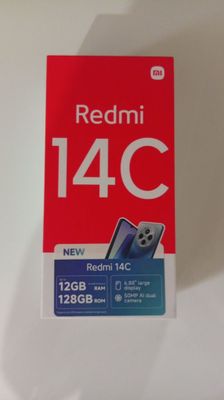 mi
Redmi
14C
NEW
Redmi 14C
12GB RAM
128GB ROM
6.88" large
display
50MP AI dual
camera